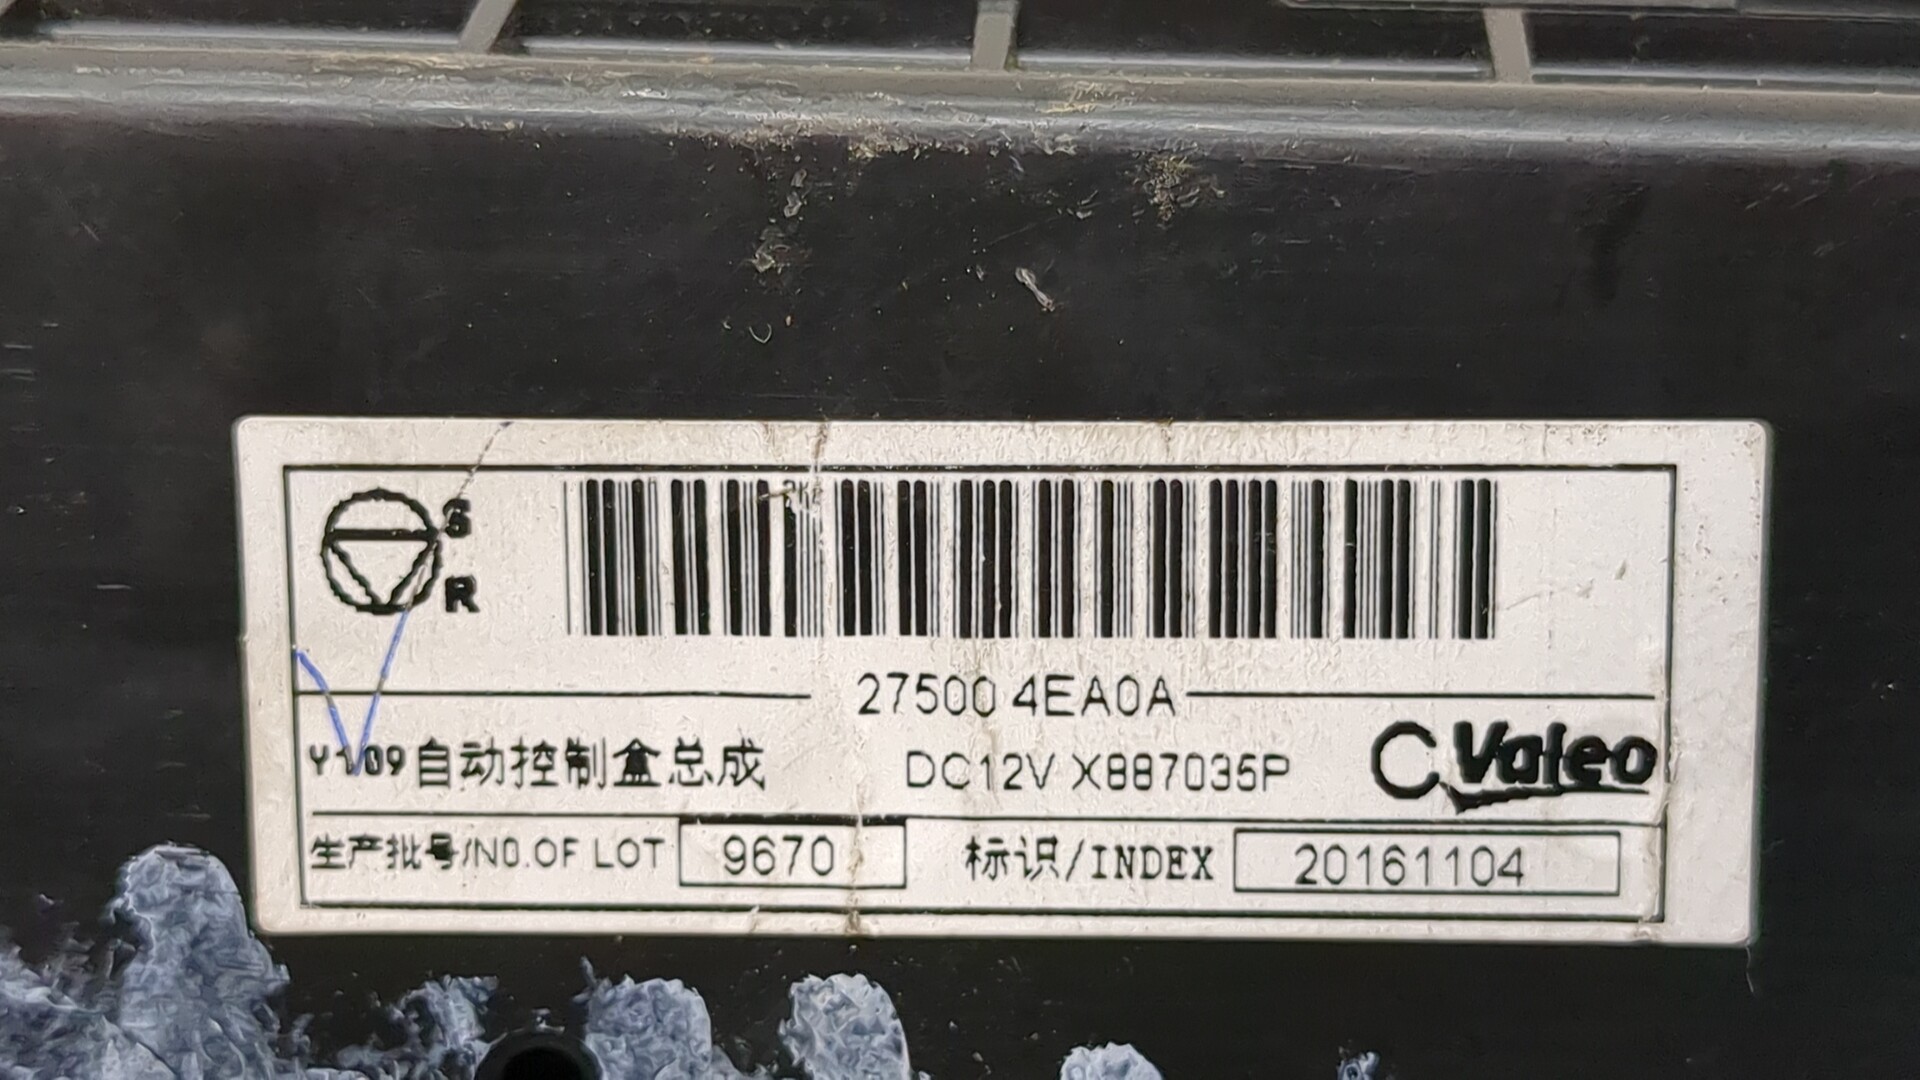 S
R
27500 4EA0A
Y109自动控制盒总成 DC12V X887035P C Valeo
生产批号/NO.OF LOT 9670 标识/INDEX 20161104